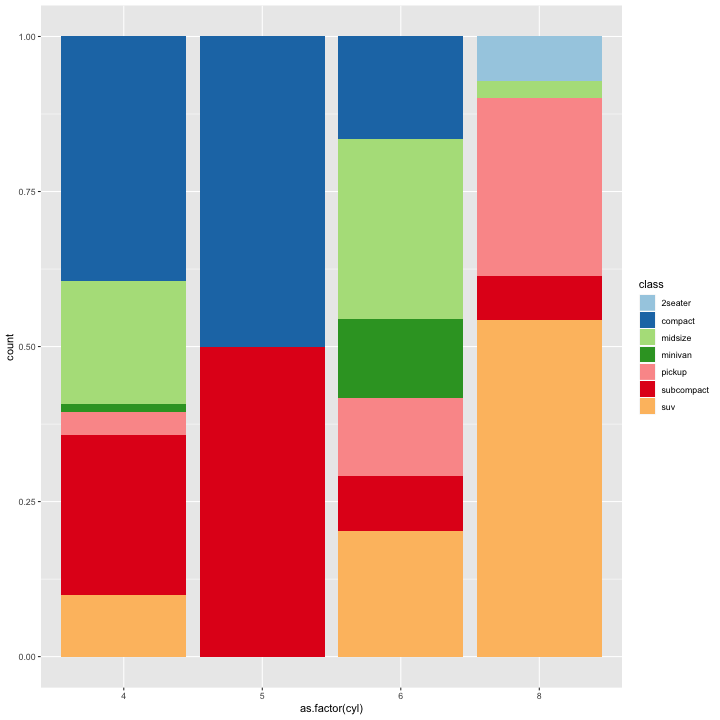 1.00
0.75
0.50
0.25
0.00
count
4 5 6 8
as.factor(cyl)
class
2seater
compact
midsize
minivan
pickup
subcompact
suv